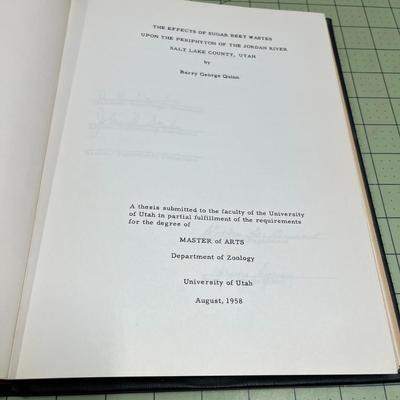 THE EFFECTS OF SUGAR BEET WASTES
UPON THE PERIPHYTON OF THE JORDAN RIVER
SALT LAKE COUNTY, UTAH
by
Barry George Quinn
A thesis submitted to the faculty of the University
of Utah in partial fulfillment of the requirements
for the degree of
MASTER of ARTS
Department of Zoology
University of Utah
August, 1958